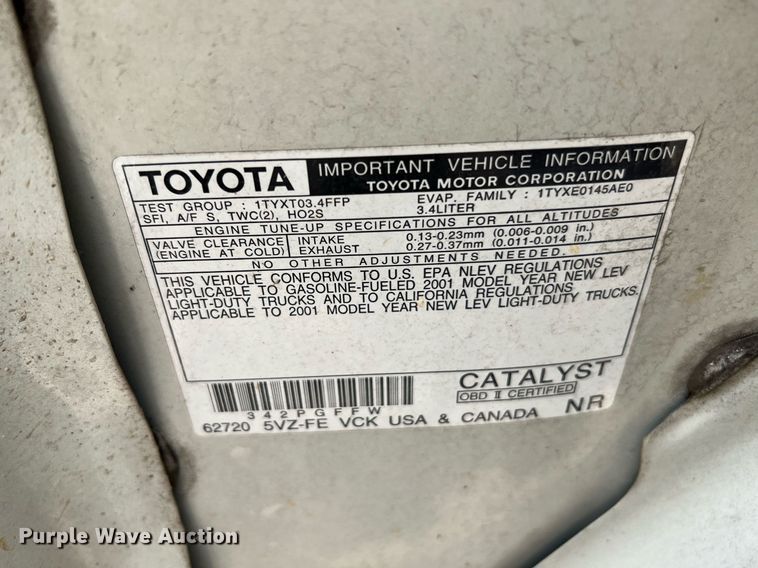 TOYOTA
IMPORTANT VEHICLE INFORMATION
TOYOTA MOTOR CORPORATION
TEST GROUP : 1TYXT03.4FFP EVAP. FAMILY : 1TYXE0145AE0
SFI, A/F S, TWC(2), HO2S 3.4LITER
ENGINE TUNE-UP SPECIFICATIONS FOR ALL ALTITUDES
VALVE CLEARANCE INTAKE 0.13-0.23mm (0.006-0.009 in.)
(ENGINE AT COLD) EXHAUST 0.27-0.37mm (0.011-0.014 in.)
NO OTHER ADJUSTMENTS NEEDED.
THIS VEHICLE CONFORMS TO U.S. EPA NLEV REGULATIONS
APPLICABLE TO GASOLINE-FUELED 2001 MODEL YEAR NEW LEV
LIGHT-DUTY TRUCKS AND TO CALIFORNIA REGULATIONS
APPLICABLE TO 2001 MODEL YEAR NEW LEV LIGHT-DUTY TRUCKS.
CATALYST
OBD II CERTIFIED
342PGFFW
62720 5VZ-FE VCK USA & CANADA NR
Purple Wave Auction